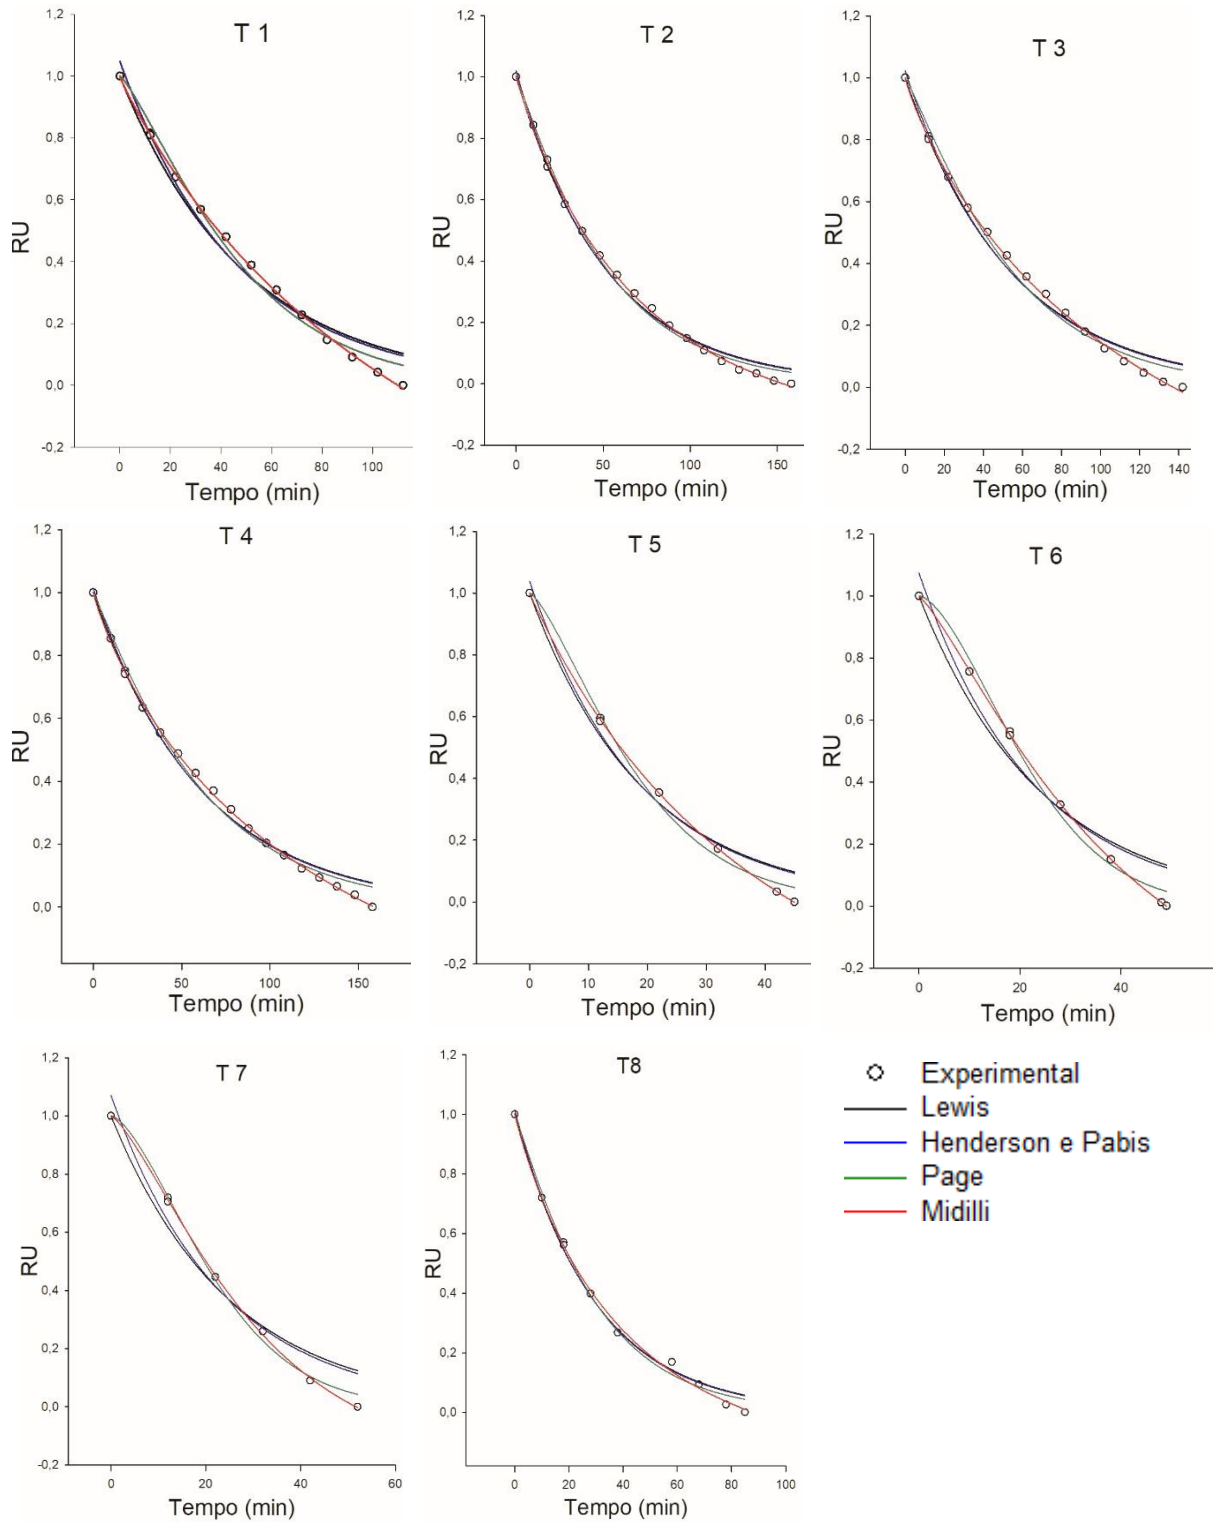 T 1
1,2
1,0
0,8
0,6
0,4
0,2
0,0
-0,2
RU
0 20 40 60 80 100
Tempo (min)
T 2
1,2
1,0
0,8
0,6
0,4
0,2
0,0
-0,2
RU
0 50 100 150
Tempo (min)
T 3
1,2
1,0
0,8
0,6
0,4
0,2
0,0
-0,2
RU
0 20 40 60 80 100 120 140
Tempo (min)
T 4
1,2
1,0
0,8
0,6
0,4
0,2
0,0
RU
0 50 100 150
Tempo (min)
T 5
1,2
1,0
0,8
0,6
0,4
0,2
0,0
-0,2
RU
0 10 20 30 40
Tempo (min)
T 6
1,2
1,0
0,8
0,6
0,4
0,2
0,0
-0,2
RU
0 20 40
Tempo (min)
T 7
1,2
1,0
0,8
0,6
0,4
0,2
0,0
-0,2
RU
0 20 40 60
Tempo (min)
T8
1,2
1,0
0,8
0,6
0,4
0,2
0,0
RU
0 20 40 60 80 100
Tempo (min)
Experimental
Lewis
Henderson e Pabis
Page
Midilli